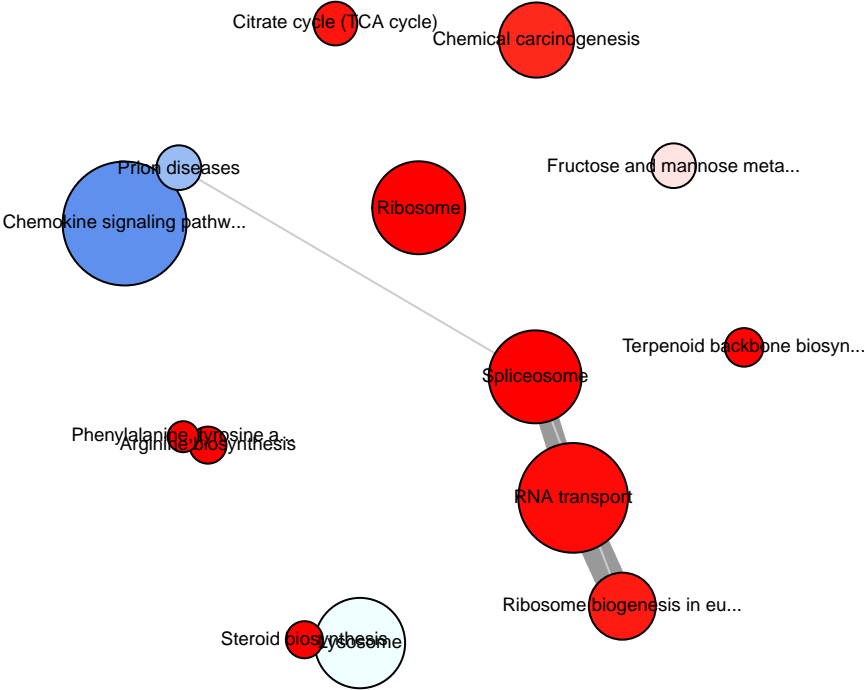 Citrate cycle (TCA cycle)
Chemical carcinogenesis
Prion diseases
Fructose and mannose meta...
Chemokine signaling pathw...
Ribosome
Terpenoid backbone biosyn...
Spliceosome
Phenylalanine, tyrosine a...
Arginine biosynthesis
RNA transport
Ribosome biogenesis in eu...
Steroid biosynthesis
Lysosome